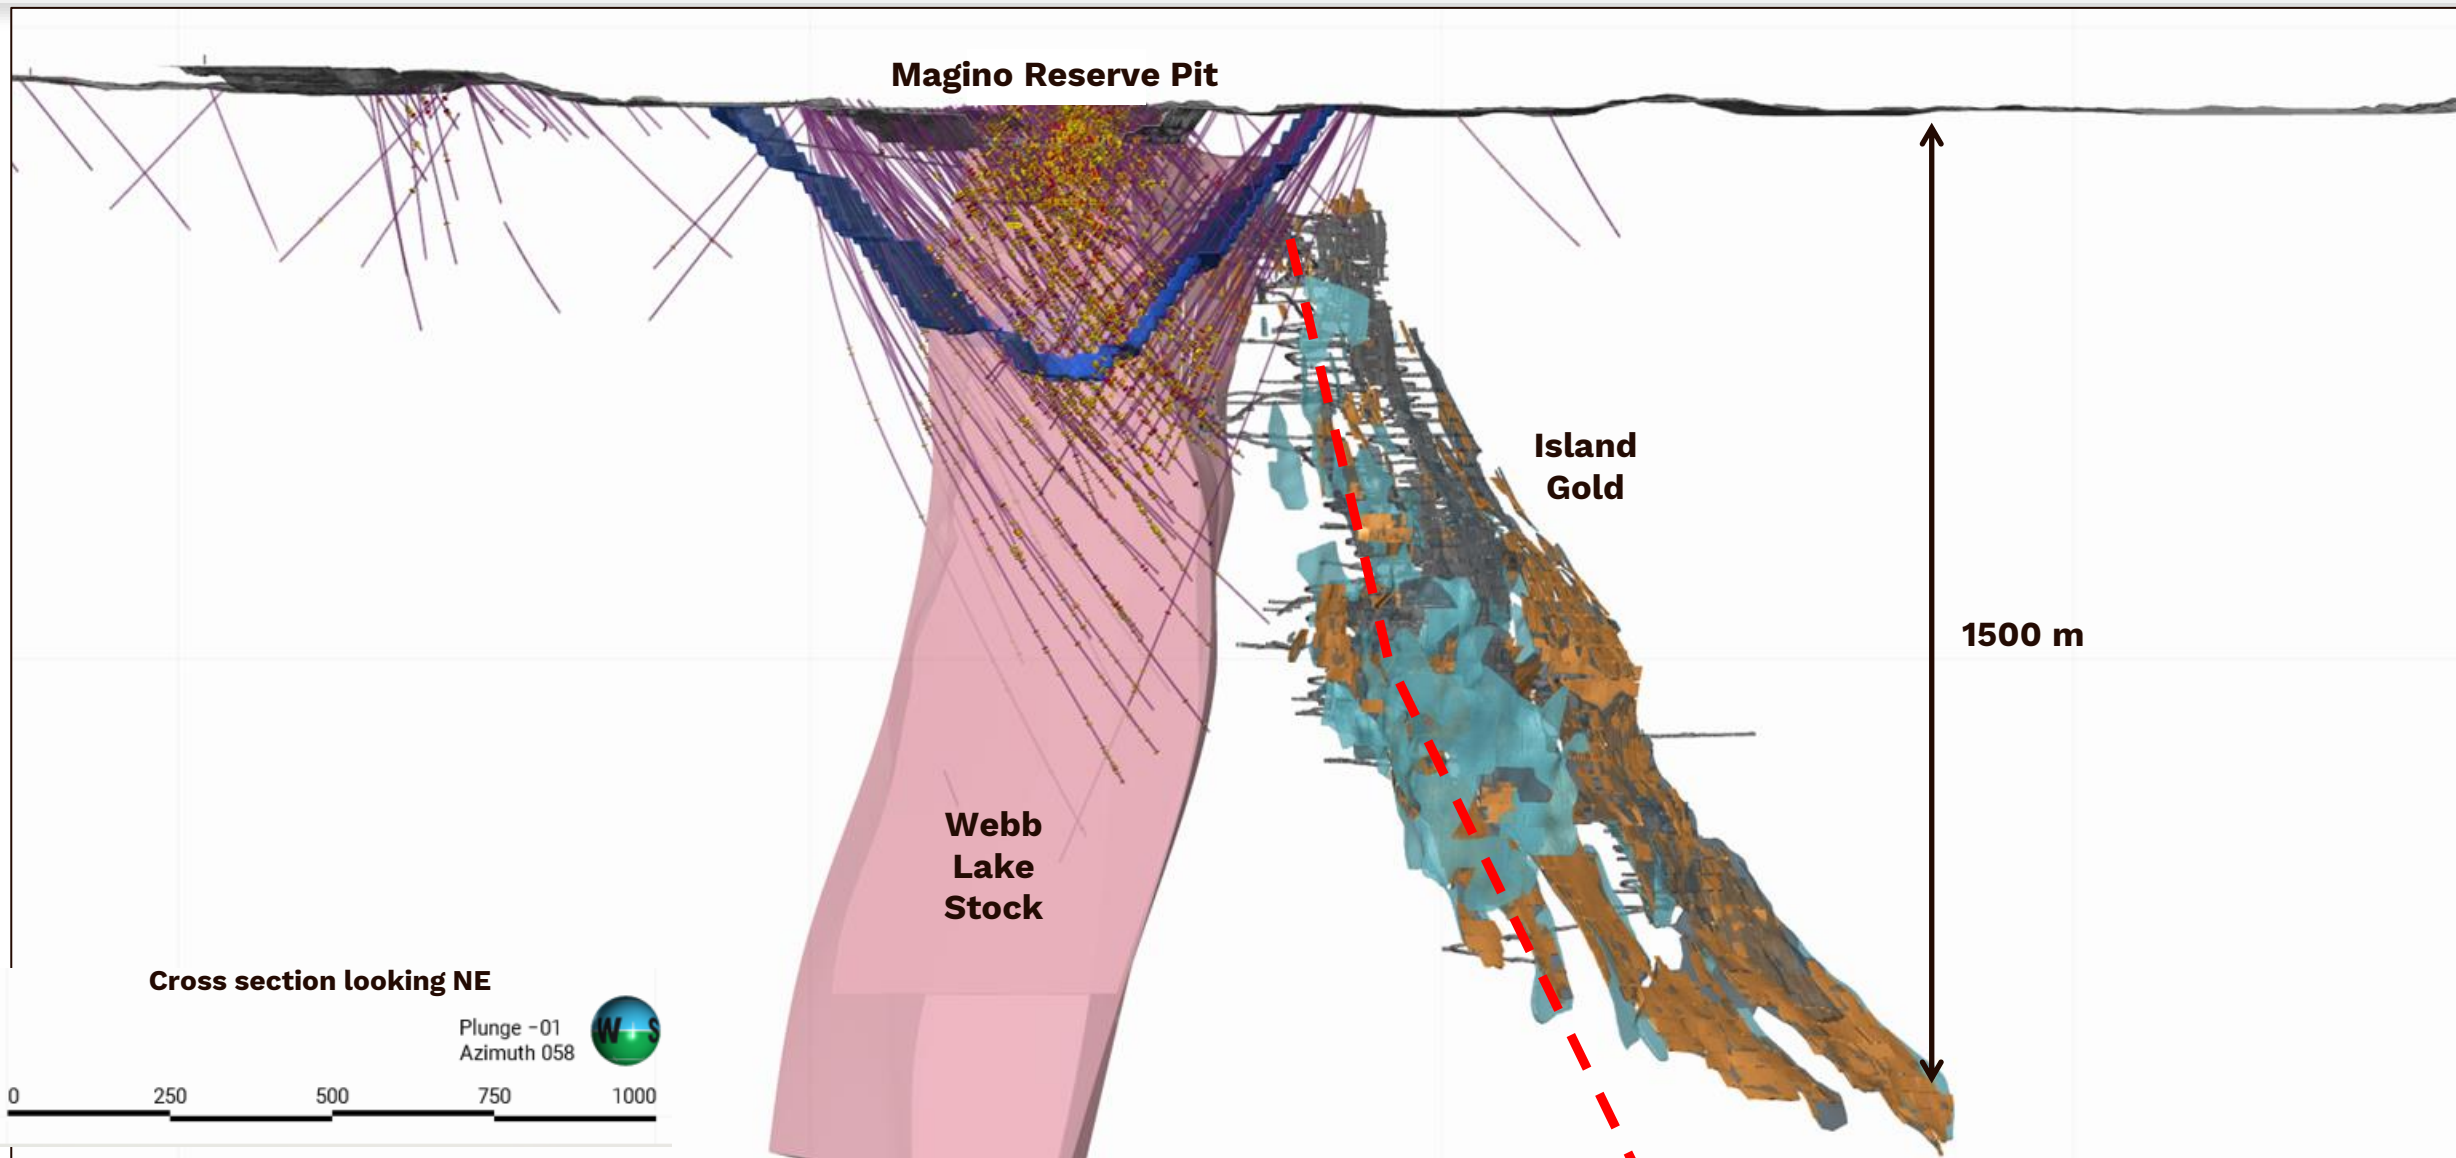 Magino Reserve Pit
Island
Gold
1500 m
Webb
Lake
Stock
Cross section looking NE
Plunge −01
Azimuth 058
W S
0 250 500 750 1000